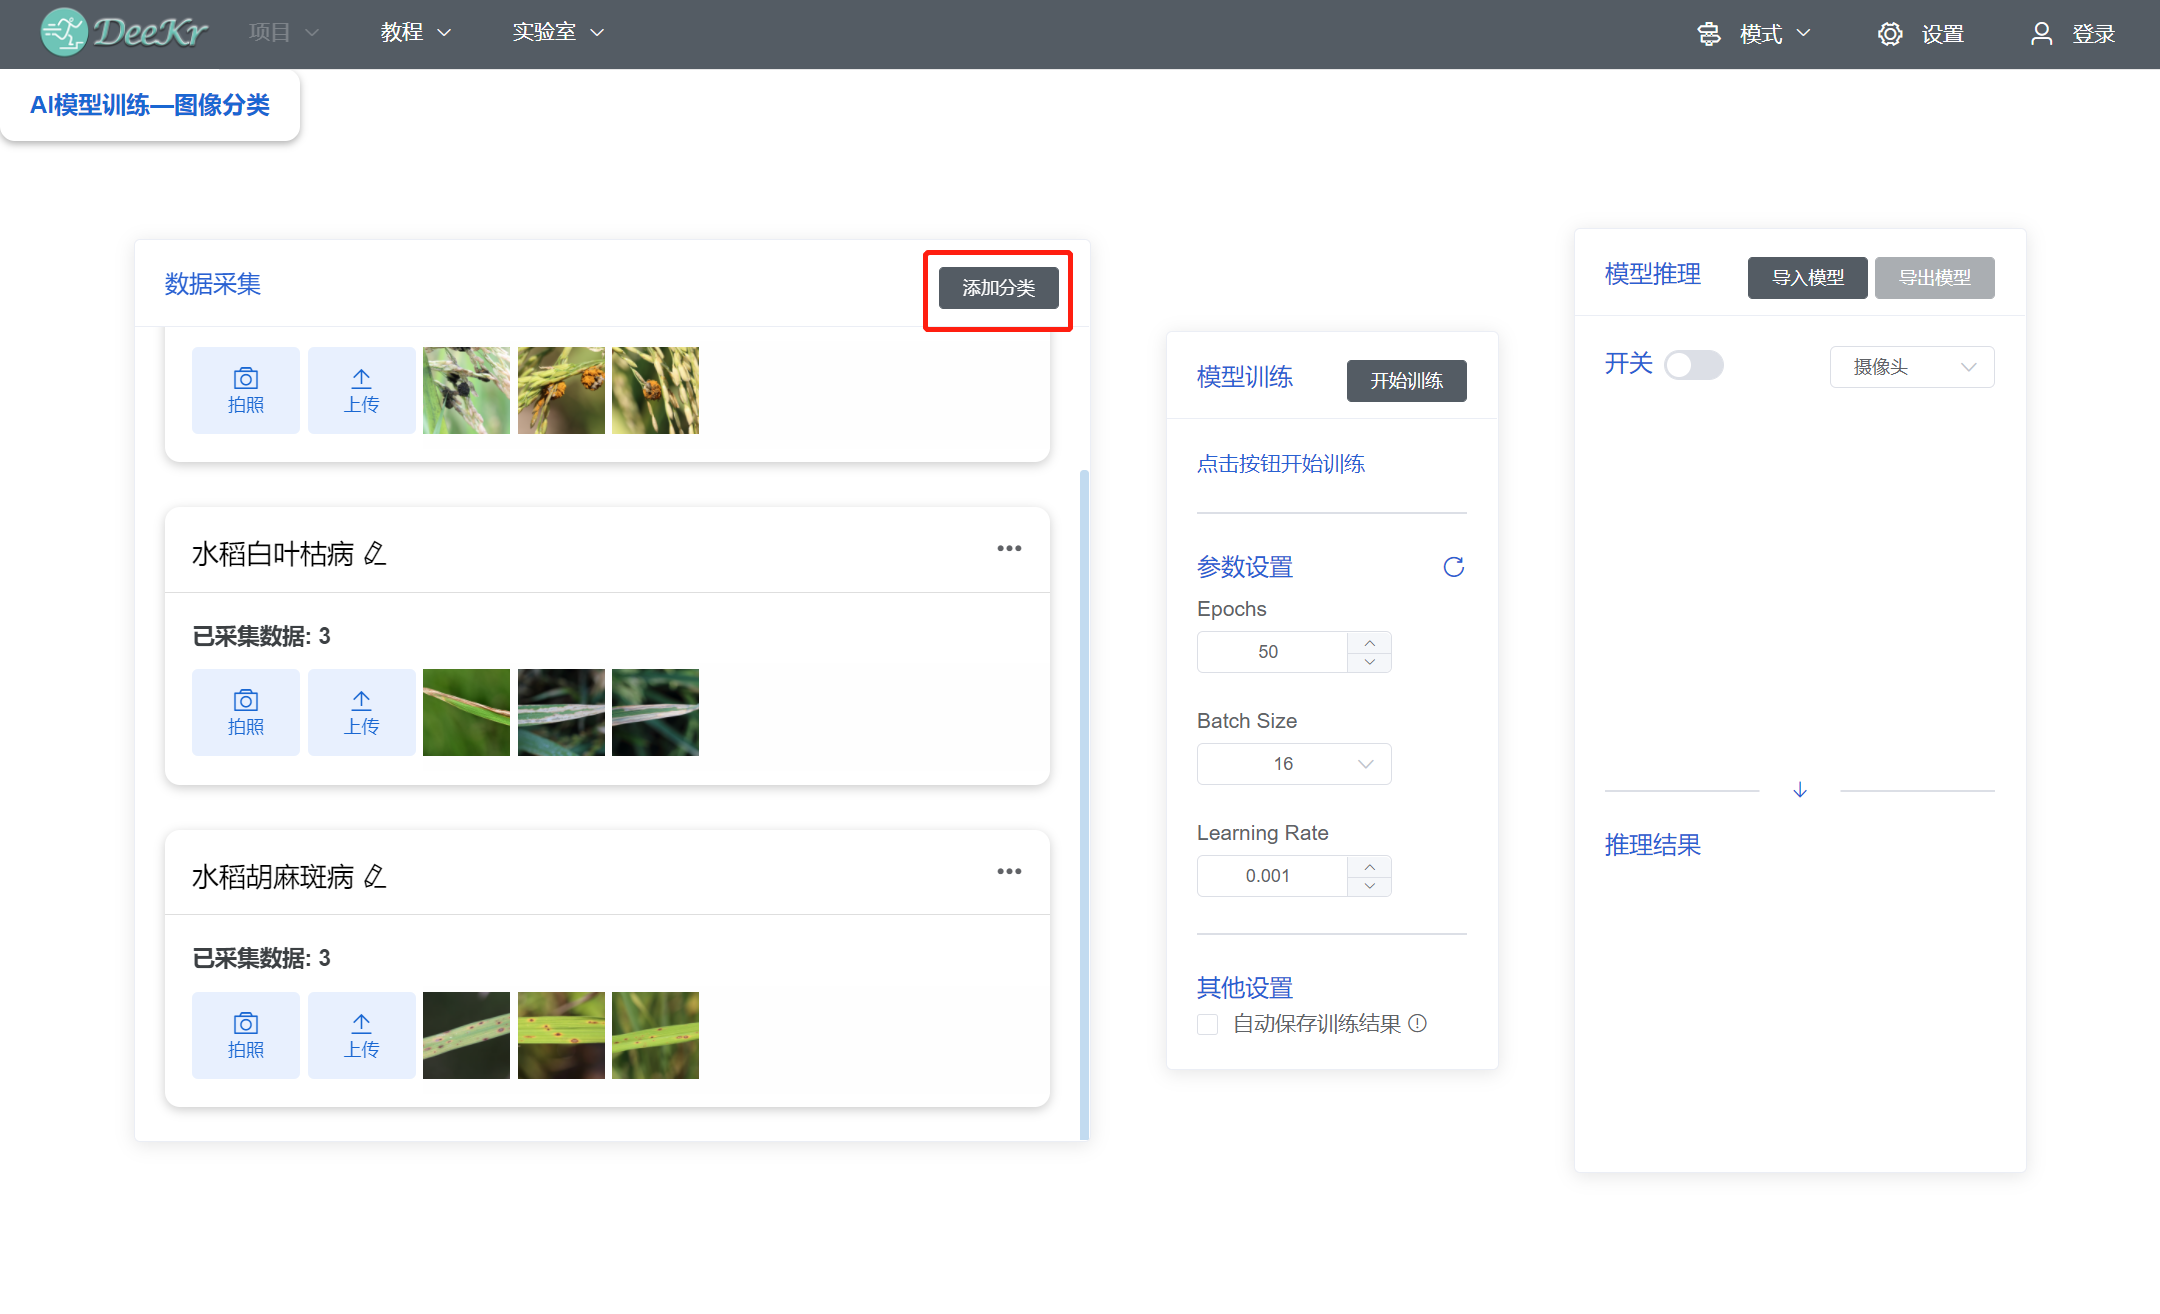 DeeKr 项目 教程 实验室 模式 设置 登录
AI模型训练—图像分类
数据采集 添加分类
拍照 上传
水稻白叶枯病
已采集数据: 3
拍照 上传
水稻胡麻斑病
已采集数据: 3
拍照 上传
模型训练 开始训练
点击按钮开始训练
参数设置
Epochs
50
Batch Size
16
Learning Rate
0.001
其他设置
自动保存训练结果
模型推理 导入模型 导出模型
开关 摄像头
推理结果